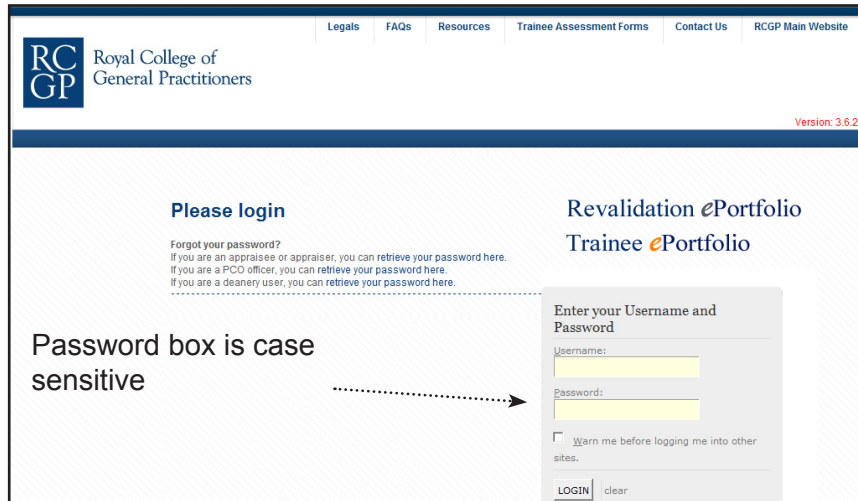 Legals FAQs Resources Trainee Assessment Forms Contact Us RCGP Main Website
RC
GP
Royal College of
General Practitioners
Version: 3.6.2
Please login
Forgot your password?
If you are an appraisee or appraiser, you can retrieve your password here.
If you are a PCO officer, you can retrieve your password here.
If you are a deanery user, you can retrieve your password here.
Revalidation ePortfolio
Trainee ePortfolio
Enter your Username and
Password
Username:
Password:
Warn me before logging me into other
sites.
LOGIN clear
Password box is case
sensitive